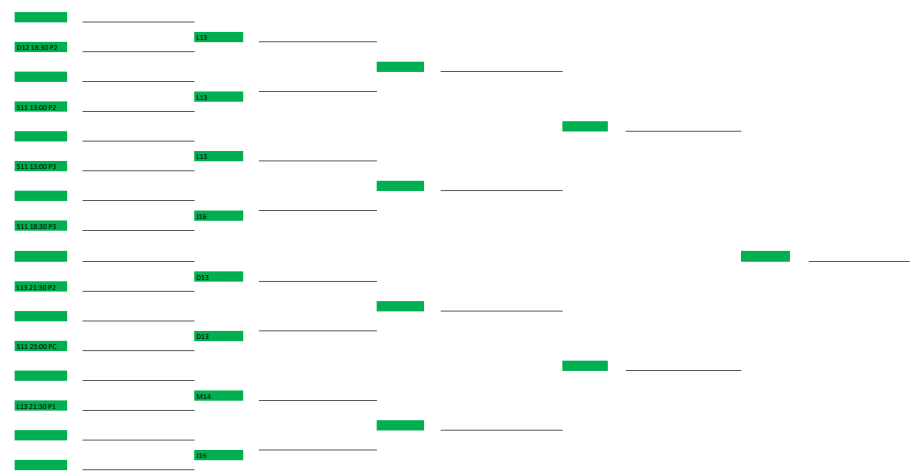 L13
D12 18:30 P2
L13
S11 13:00 P2
L13
S11 13:00 P3
J16
S11 18:30 P3
D13
L13 21:30 P2
D13
S11 23:00 PC
M14
L13 21:30 P1
J16